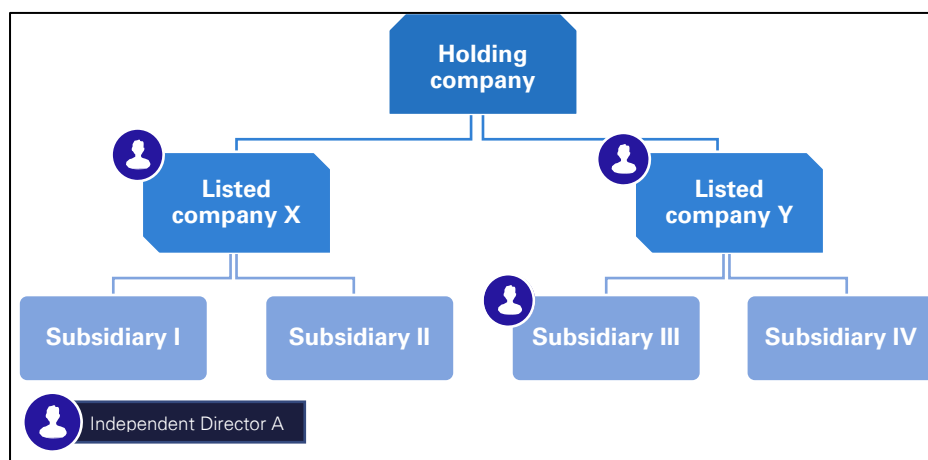 Holding
company
Listed
company X
Listed
company Y
Subsidiary I
Subsidiary II
Subsidiary III
Subsidiary IV
Independent Director A